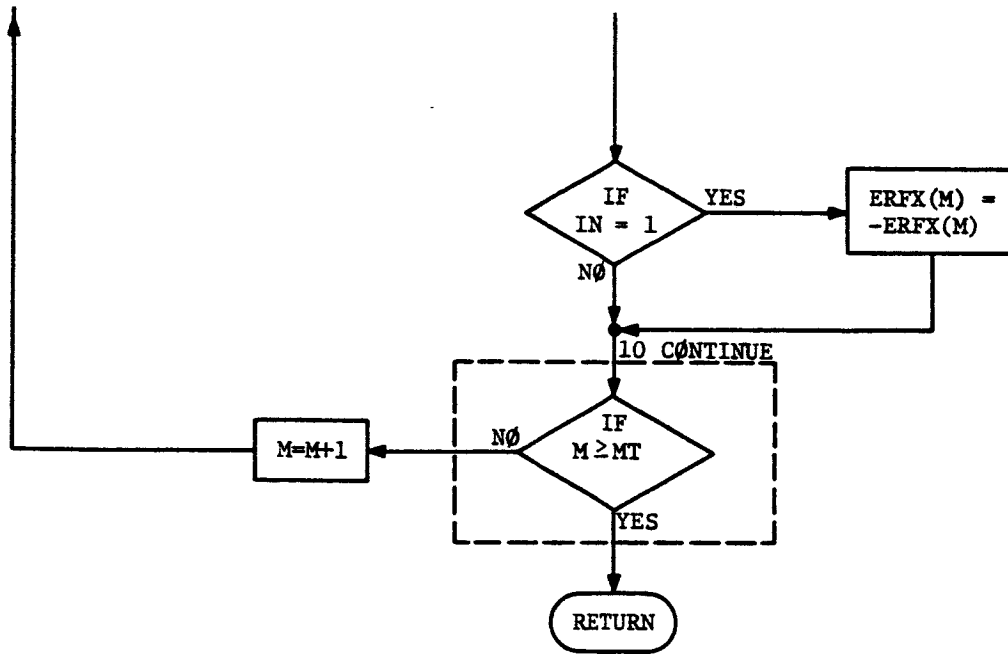 IF
IN = 1
YES
ERFX(M) =
-ERFX(M)
NØ
10 CØNTINUE
IF
M ≥ MT
NØ
M=M+1
YES
RETURN